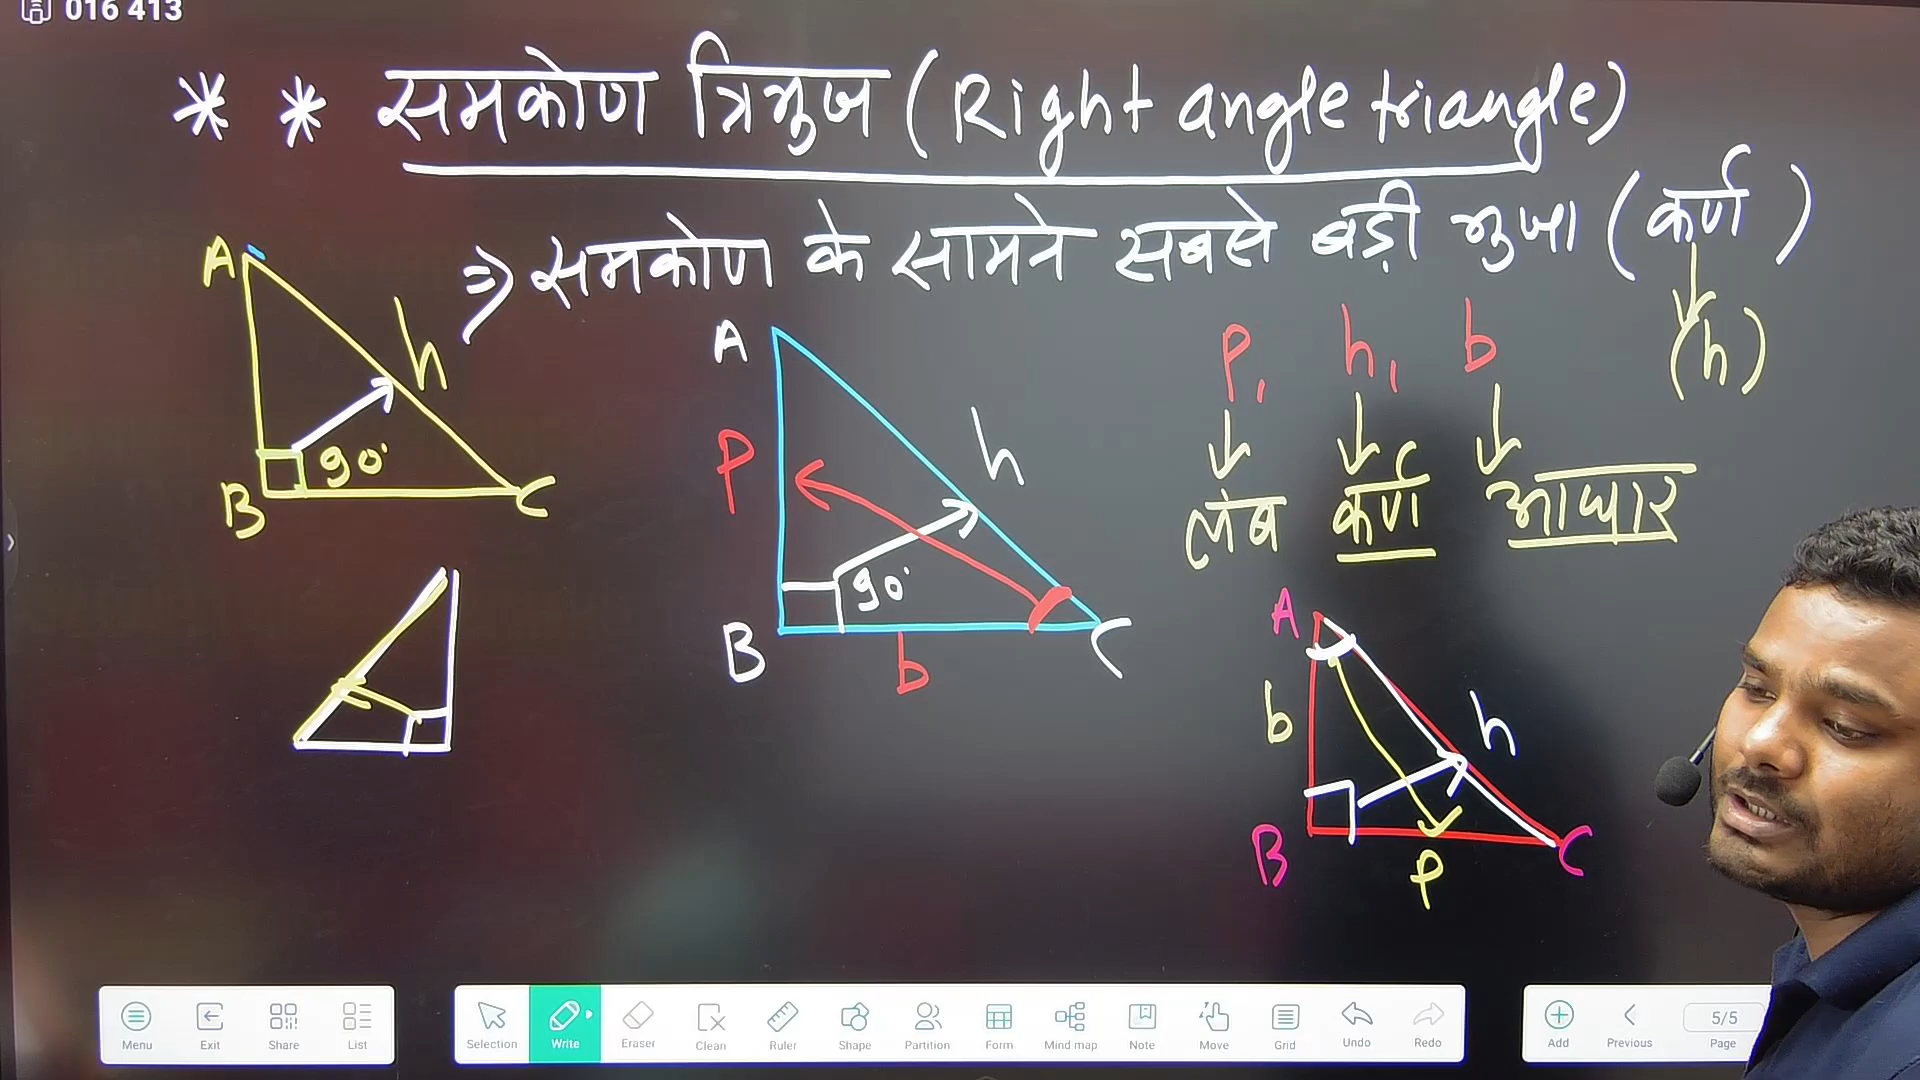 016 413
* * समकोण त्रिभुज (Right angle triangle)
⇒ समकोण के सामने सबसे बड़ी भुजा (कर्ण)
(h)
A
h
90°
B
C
A
P
h
90°
B
b
C
P, h, b
लंब कर्ण आधार
A
b
h
B
P
C
Menu Exit Share List Selection Write Eraser Clean Ruler Shape Partition Form Mind map Note Move Grid Undo Redo Add Previous Page
5/5